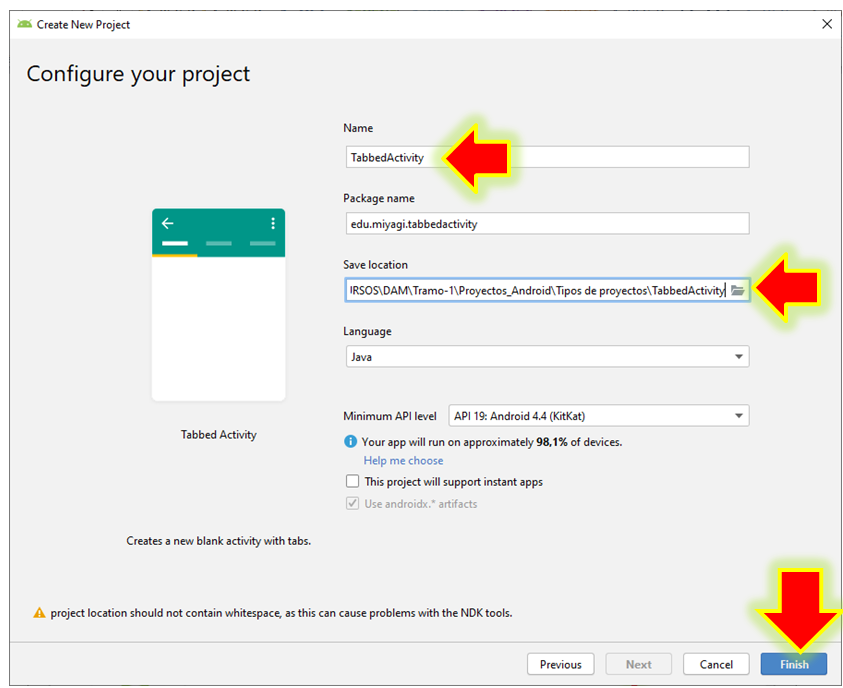 Create New Project
Configure your project
Name
TabbedActivity
Package name
edu.miyagi.tabbedactivity
Save location
IRSOS\DAM\Tramo-1\Proyectos_Android\Tipos de proyectos\TabbedActivity
Language
Java
Minimum API level API 19: Android 4.4 (KitKat)
Your app will run on approximately 98,1% of devices.
Help me choose
This project will support instant apps
Use androidx.* artifacts
Tabbed Activity
Creates a new blank activity with tabs.
project location should not contain whitespace, as this can cause problems with the NDK tools.
Previous Next Cancel Finish